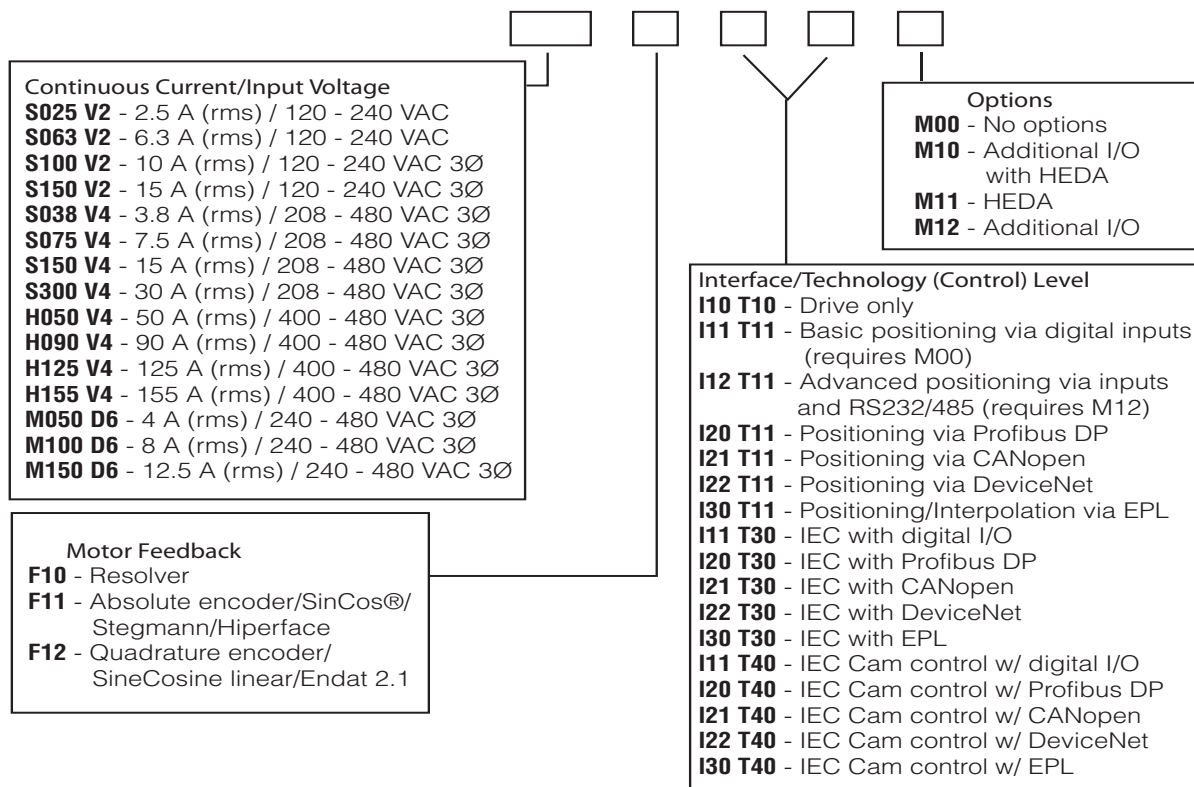 Continuous Current/Input Voltage
S025 V2 - 2.5 A (rms) / 120 - 240 VAC
S063 V2 - 6.3 A (rms) / 120 - 240 VAC
S100 V2 - 10 A (rms) / 120 - 240 VAC 3Ø
S150 V2 - 15 A (rms) / 120 - 240 VAC 3Ø
S038 V4 - 3.8 A (rms) / 208 - 480 VAC 3Ø
S075 V4 - 7.5 A (rms) / 208 - 480 VAC 3Ø
S150 V4 - 15 A (rms) / 208 - 480 VAC 3Ø
S300 V4 - 30 A (rms) / 208 - 480 VAC 3Ø
H050 V4 - 50 A (rms) / 400 - 480 VAC 3Ø
H090 V4 - 90 A (rms) / 400 - 480 VAC 3Ø
H125 V4 - 125 A (rms) / 400 - 480 VAC 3Ø
H155 V4 - 155 A (rms) / 400 - 480 VAC 3Ø
M050 D6 - 4 A (rms) / 240 - 480 VAC 3Ø
M100 D6 - 8 A (rms) / 240 - 480 VAC 3Ø
M150 D6 - 12.5 A (rms) / 240 - 480 VAC 3Ø
Motor Feedback
F10 - Resolver
F11 - Absolute encoder/SinCos®/
Stegmann/Hiperface
F12 - Quadrature encoder/
SineCosine linear/Endat 2.1
Options
M00 - No options
M10 - Additional I/O
with HEDA
M11 - HEDA
M12 - Additional I/O
Interface/Technology (Control) Level
I10 T10 - Drive only
I11 T11 - Basic positioning via digital inputs
(requires M00)
I12 T11 - Advanced positioning via inputs
and RS232/485 (requires M12)
I20 T11 - Positioning via Profibus DP
I21 T11 - Positioning via CANopen
I22 T11 - Positioning via DeviceNet
I30 T11 - Positioning/Interpolation via EPL
I11 T30 - IEC with digital I/O
I20 T30 - IEC with Profibus DP
I21 T30 - IEC with CANopen
I22 T30 - IEC with DeviceNet
I30 T30 - IEC with EPL
I11 T40 - IEC Cam control w/ digital I/O
I20 T40 - IEC Cam control w/ Profibus DP
I21 T40 - IEC Cam control w/ CANopen
I22 T40 - IEC Cam control w/ DeviceNet
I30 T40 - IEC Cam control w/ EPL